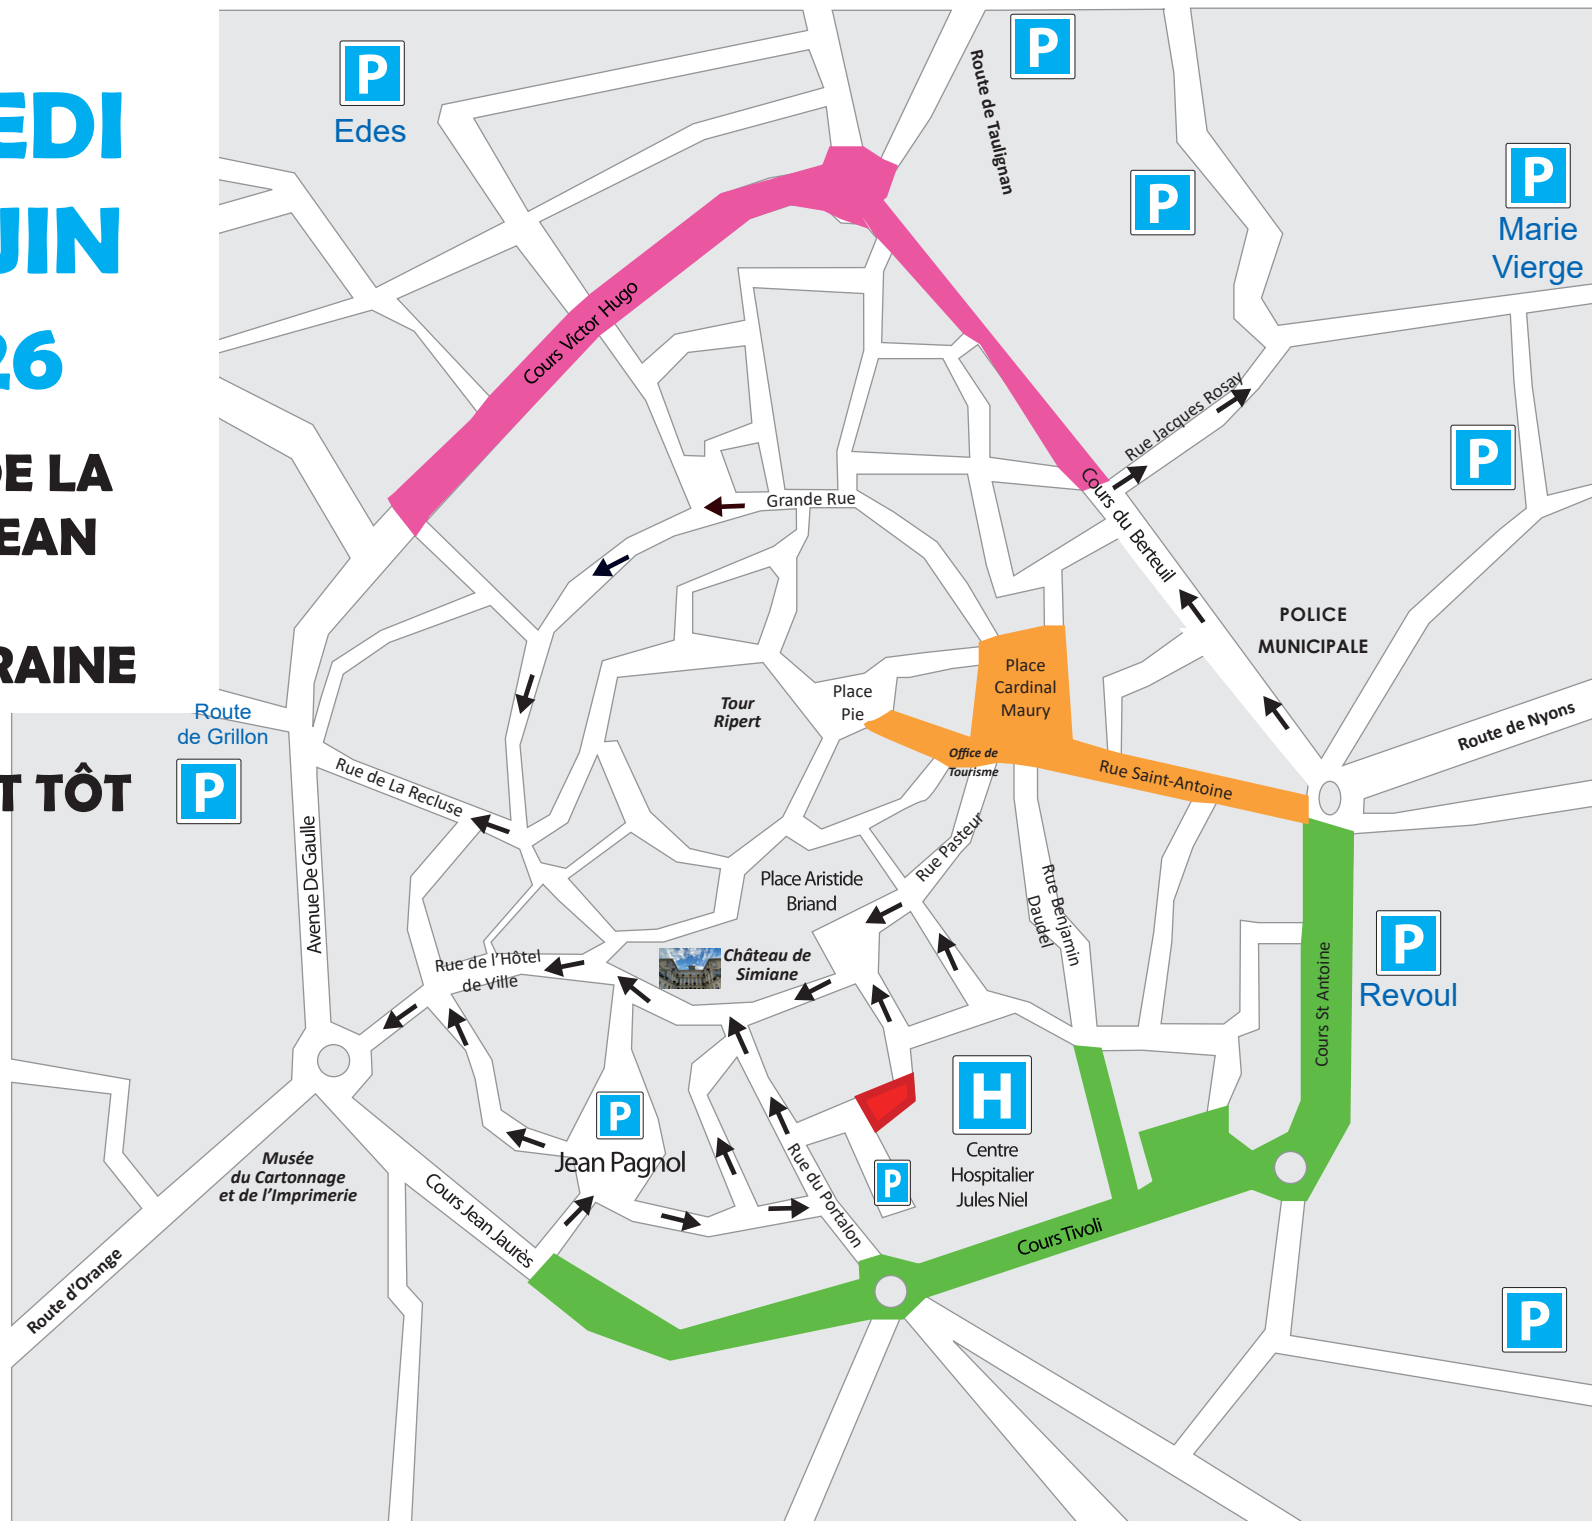 EDI
JIN
26
DE LA
EAN
RAINE
T TÔT
P
Edes
P
Route de Taulignan
P
P
Marie
Vierge
Cours Victor Hugo
Rue Jacques Rosay
P
Grande Rue
Cours du Berteuil
POLICE
MUNICIPALE
Place
Cardinal
Maury
Place
Pie
Tour
Ripert
Route
de Grillon
P
Office de
Tourisme
Rue Saint-Antoine
Route de Nyons
Rue de La Recluse
Avenue De Gaulle
Rue Pasteur
Place Aristide
Briand
Rue Benjamin
Daudel
P
Revoul
Cours St Antoine
Rue de l'Hôtel
de Ville
Château de
Simiane
P
Jean Pagnol
H
Centre
Hospitalier
Jules Niel
P
Musée
du Cartonnage
et de l'Imprimerie
Rue du Portalon
Cours Jean Jaurès
Cours Tivoli
Route d'Orange
P